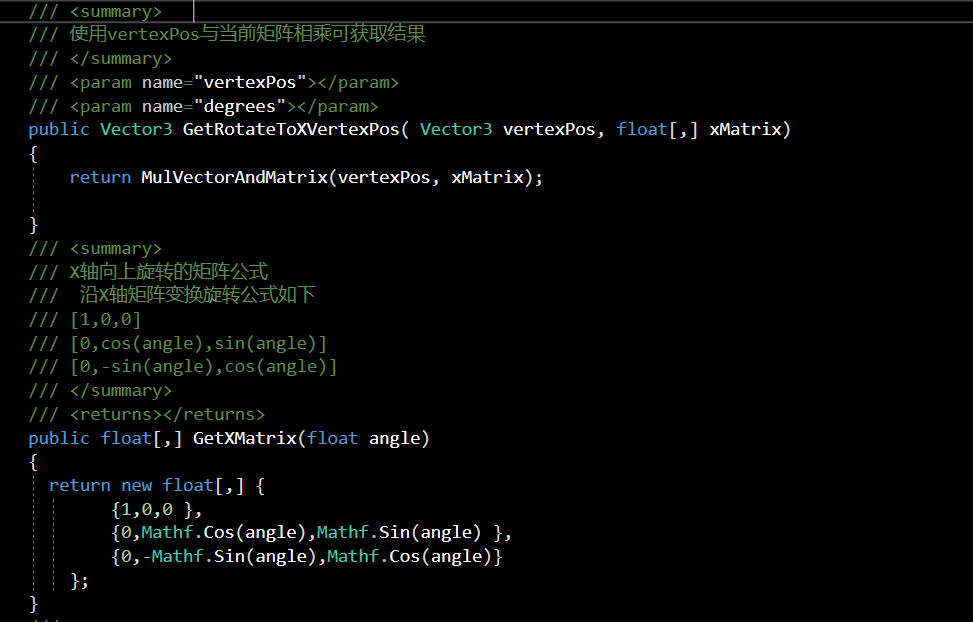 /// <summary>
/// 使用vertexPos与当前矩阵相乘可获取结果
/// </summary>
/// <param name="vertexPos"></param>
/// <param name="degrees"></param>
public Vector3 GetRotateToXVertexPos( Vector3 vertexPos, float[,] xMatrix)
{
return MulVectorAndMatrix(vertexPos, xMatrix);
}
/// <summary>
/// X轴向上旋转的矩阵公式
/// 沿X轴矩阵变换旋转公式如下
/// [1,0,0]
/// [0,cos(angle),sin(angle)]
/// [0,-sin(angle),cos(angle)]
/// </summary>
/// <returns></returns>
public float[,] GetXMatrix(float angle)
{
return new float[,] {
{1,0,0 },
{0,Mathf.Cos(angle),Mathf.Sin(angle) },
{0,-Mathf.Sin(angle),Mathf.Cos(angle)}
};
}